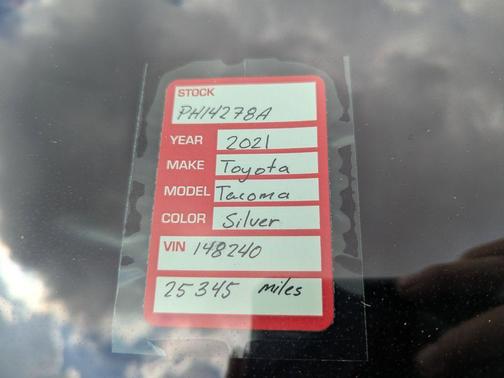 STOCK
PH14278A
YEAR 2021
MAKE Toyota
MODEL Tacoma
COLOR Silver
VIN 148240
25345 miles